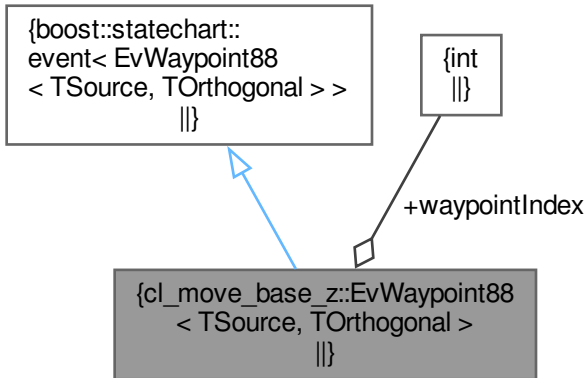 {boost::statechart::
event< EvWaypoint88
< TSource, TOrthogonal > >
||}
{int
||}
+waypointIndex
{cl_move_base_z::EvWaypoint88
< TSource, TOrthogonal >
||}